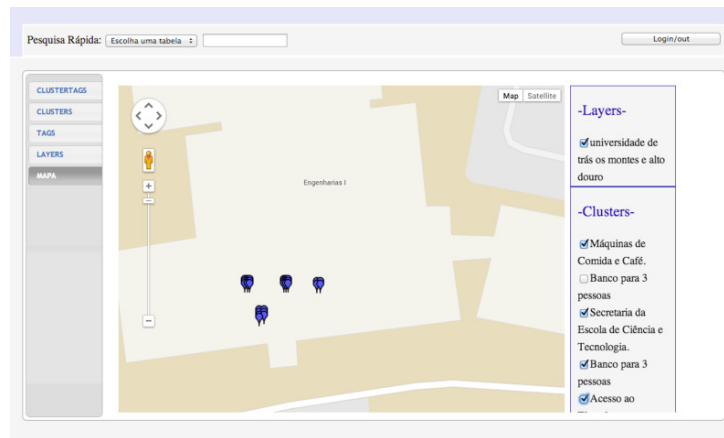 Pesquisa Rápida: Escolha uma tabela
Login/out
CLUSTERTAGS
CLUSTERS
TAGS
LAYERS
MAPA
Map Satellite
Engenharias I
-Layers-
universidade de
trás os montes e alto
douro
-Clusters-
Máquinas de
Comida e Café.
Banco para 3
pessoas
Secretaria da
Escola de Ciência e
Tecnologia.
Banco para 3
pessoas
Acesso ao